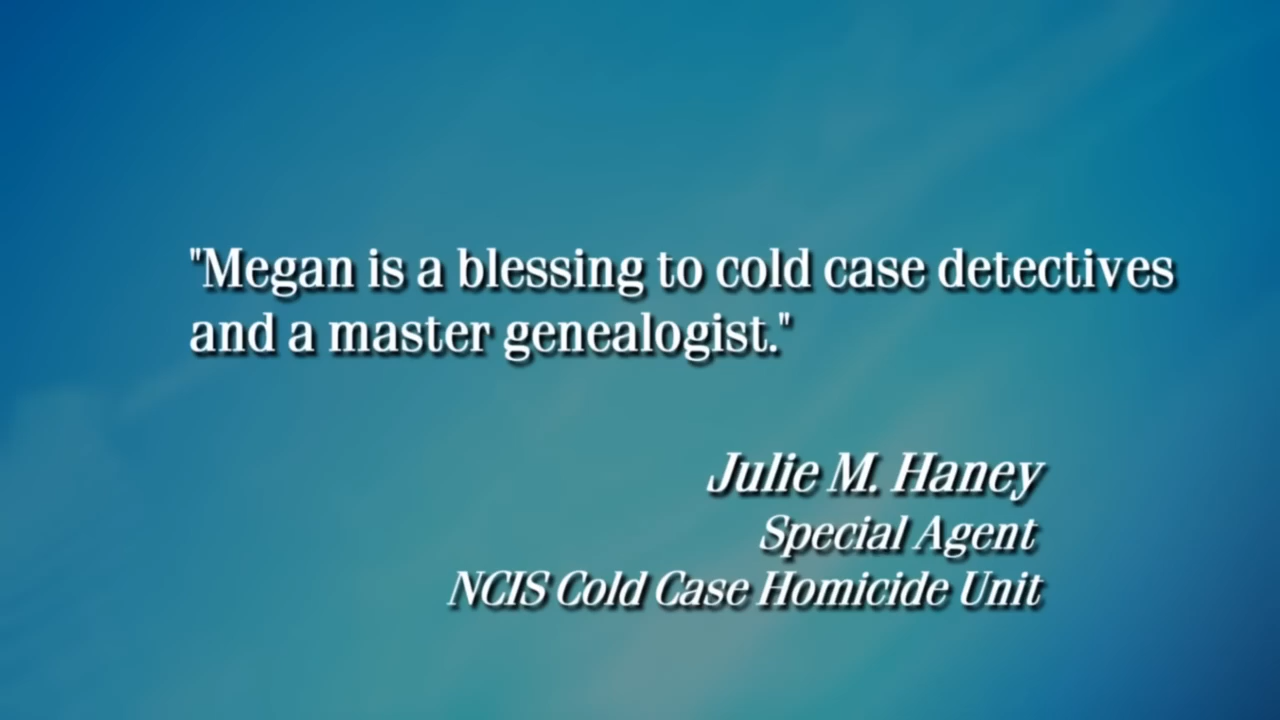 "Megan is a blessing to cold case detectives
and a master genealogist."
Julie M. Haney
Special Agent
NCIS Cold Case Homicide Unit